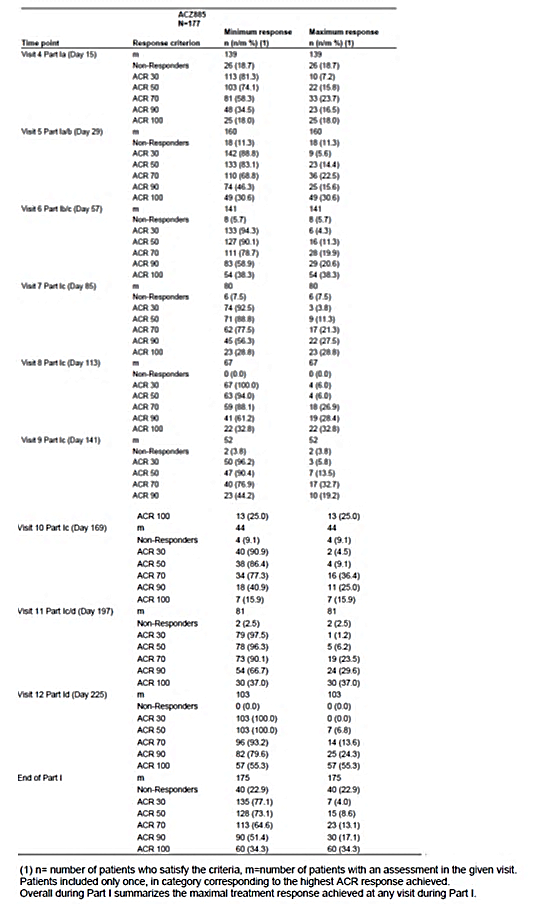 ACZ885
N=177
Minimum response Maximum response
Time point Response criterion n (n/m %) (1) n (n/m %) (1)
Visit 4 Part Ia (Day 15) m 139 139
Non-Responders 26 (18.7) 26 (18.7)
ACR 30 113 (81.3) 10 (7.2)
ACR 50 103 (74.1) 22 (15.8)
ACR 70 81 (58.3) 33 (23.7)
ACR 90 48 (34.5) 23 (16.5)
ACR 100 25 (18.0) 25 (18.0)
Visit 5 Part Ia/b (Day 29) m 160 160
Non-Responders 18 (11.3) 18 (11.3)
ACR 30 142 (88.8) 9 (5.6)
ACR 50 133 (83.1) 23 (14.4)
ACR 70 110 (68.8) 36 (22.5)
ACR 90 74 (46.3) 25 (15.6)
ACR 100 49 (30.6) 49 (30.6)
Visit 6 Part Ib/c (Day 57) m 141 141
Non-Responders 8 (5.7) 8 (5.7)
ACR 30 133 (94.3) 6 (4.3)
ACR 50 127 (90.1) 16 (11.3)
ACR 70 111 (78.7) 28 (19.9)
ACR 90 83 (58.9) 29 (20.6)
ACR 100 54 (38.3) 54 (38.3)
Visit 7 Part Ic (Day 85) m 80 80
Non-Responders 6 (7.5) 6 (7.5)
ACR 30 74 (92.5) 3 (3.8)
ACR 50 71 (88.8) 9 (11.3)
ACR 70 62 (77.5) 17 (21.3)
ACR 90 45 (56.3) 22 (27.5)
ACR 100 23 (28.8) 23 (28.8)
Visit 8 Part Ic (Day 113) m 67 67
Non-Responders 0 (0.0) 0 (0.0)
ACR 30 67 (100.0) 4 (6.0)
ACR 50 63 (94.0) 4 (6.0)
ACR 70 59 (88.1) 18 (26.9)
ACR 90 41 (61.2) 19 (28.4)
ACR 100 22 (32.8) 22 (32.8)
Visit 9 Part Ic (Day 141) m 52 52
Non-Responders 2 (3.8) 2 (3.8)
ACR 30 50 (96.2) 3 (5.8)
ACR 50 47 (90.4) 7 (13.5)
ACR 70 40 (76.9) 17 (32.7)
ACR 90 23 (44.2) 10 (19.2)
ACR 100 13 (25.0) 13 (25.0)
Visit 10 Part Ic (Day 169) m 44 44
Non-Responders 4 (9.1) 4 (9.1)
ACR 30 40 (90.9) 2 (4.5)
ACR 50 38 (86.4) 4 (9.1)
ACR 70 34 (77.3) 16 (36.4)
ACR 90 18 (40.9) 11 (25.0)
ACR 100 7 (15.9) 7 (15.9)
Visit 11 Part Ic/d (Day 197) m 81 81
Non-Responders 2 (2.5) 2 (2.5)
ACR 30 79 (97.5) 1 (1.2)
ACR 50 78 (96.3) 5 (6.2)
ACR 70 73 (90.1) 19 (23.5)
ACR 90 54 (66.7) 24 (29.6)
ACR 100 30 (37.0) 30 (37.0)
Visit 12 Part Id (Day 225) m 103 103
Non-Responders 0 (0.0) 0 (0.0)
ACR 30 103 (100.0) 0 (0.0)
ACR 50 103 (100.0) 7 (6.8)
ACR 70 96 (93.2) 14 (13.6)
ACR 90 82 (79.6) 25 (24.3)
ACR 100 57 (55.3) 57 (55.3)
End of Part I m 175 175
Non-Responders 40 (22.9) 40 (22.9)
ACR 30 135 (77.1) 7 (4.0)
ACR 50 128 (73.1) 15 (8.6)
ACR 70 113 (64.6) 23 (13.1)
ACR 90 90 (51.4) 30 (17.1)
ACR 100 60 (34.3) 60 (34.3)
(1) n= number of patients who satisfy the criteria, m=number of patients with an assessment in the given visit.
Patients included only once, in category corresponding to the highest ACR response achieved.
Overall during Part I summarizes the maximal treatment response achieved at any visit during Part I.